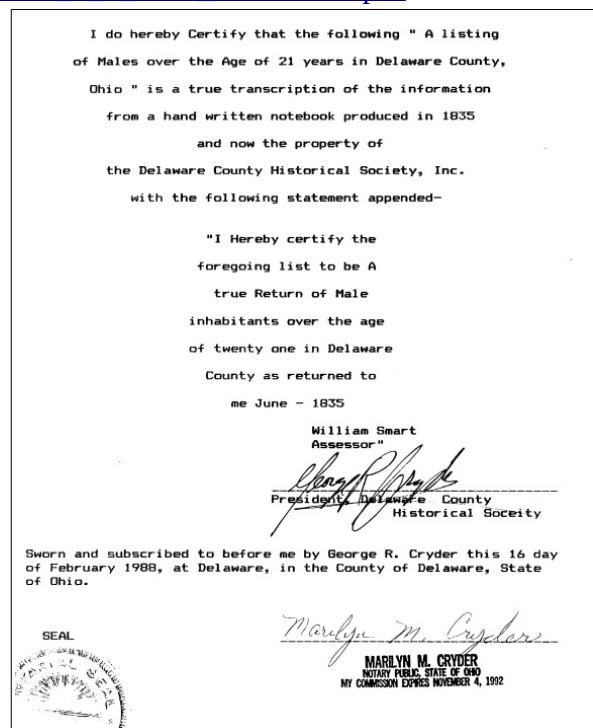 I do hereby Certify that the following " A listing
of Males over the Age of 21 years in Delaware County,
Ohio " is a true transcription of the information
from a hand written notebook produced in 1835
and now the property of
the Delaware County Historical Society, Inc.
with the following statement appended-
"I Hereby certify the
foregoing list to be A
true Return of Male
inhabitants over the age
of twenty one in Delaware
County as returned to
me June - 1835
William Smart
Assessor"
George R Cryder
President, Delaware County
Historical Soceity
Sworn and subscribed to before me by George R. Cryder this 16 day
of February 1988, at Delaware, in the County of Delaware, State
of Ohio.
Marilyn M. Cryder
SEAL
MARILYN M. CRYDER
NOTARY PUBLIC, STATE OF OHIO
MY COMMISSION EXPIRES NOVEMBER 4, 1992
SEAL